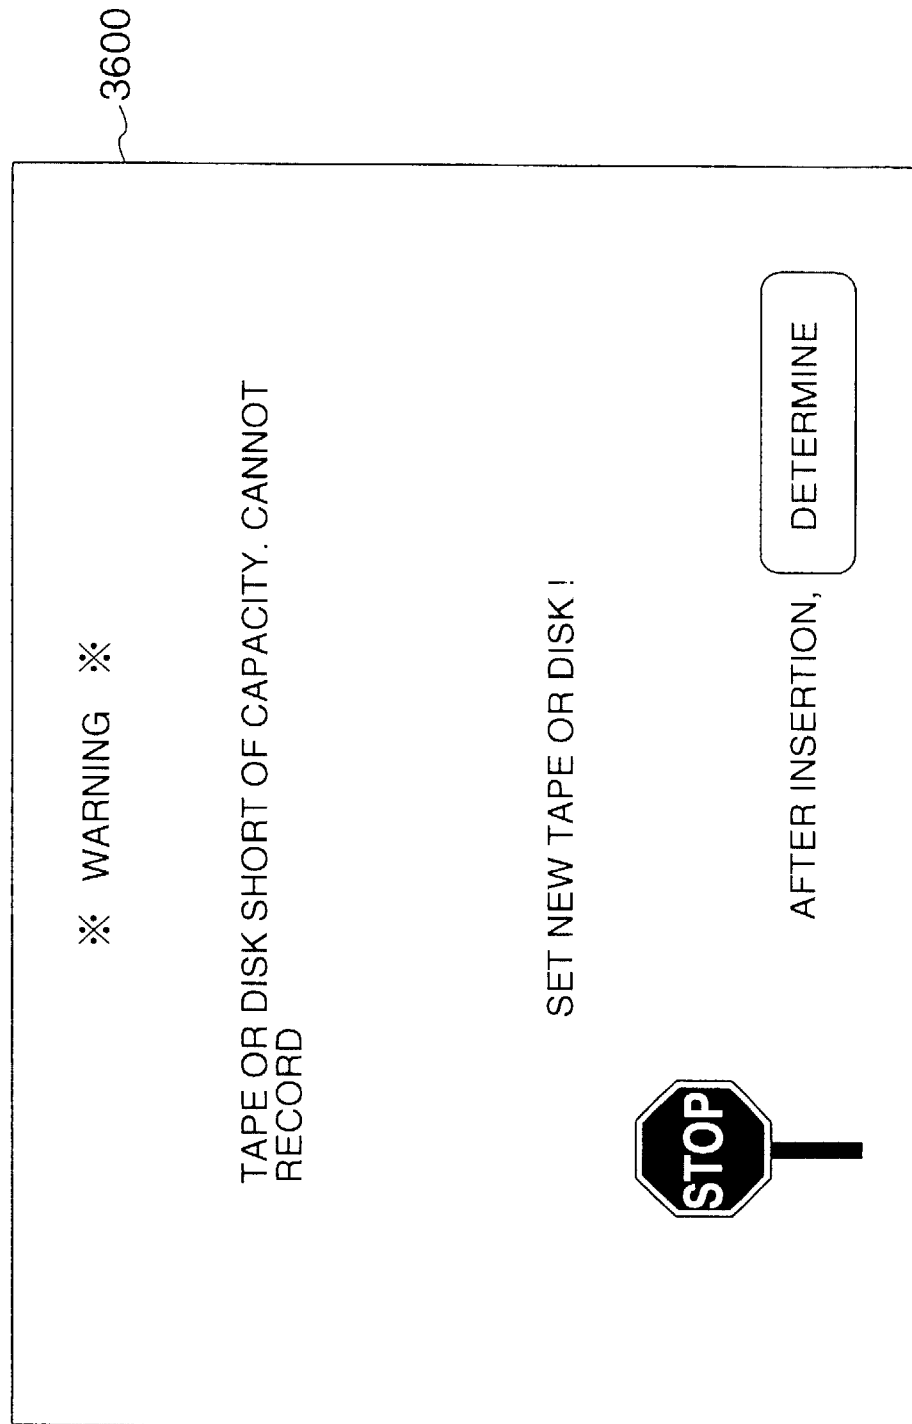 3600
※ WARNING ※
TAPE OR DISK SHORT OF CAPACITY. CANNOT
RECORD
SET NEW TAPE OR DISK !
STOP
AFTER INSERTION, DETERMINE